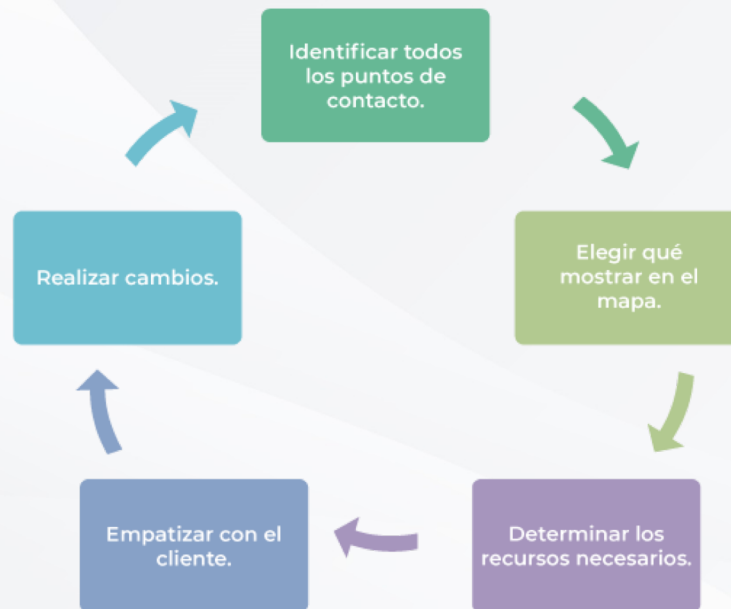 Identificar todos
los puntos de
contacto.
Elegir qué
mostrar en el
mapa.
Determinar los
recursos necesarios.
Empatizar con el
cliente.
Realizar cambios.